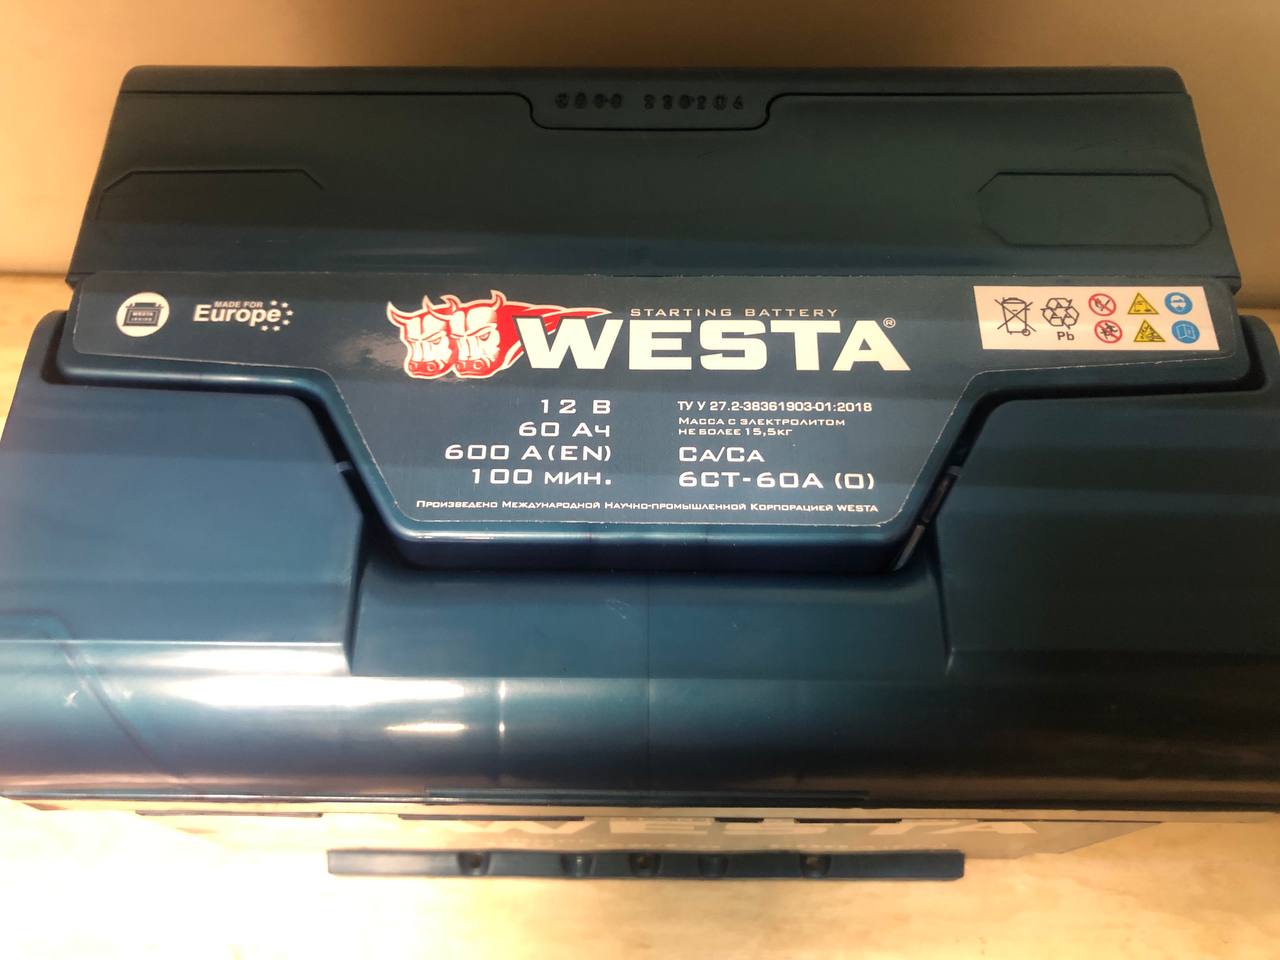 MADE FOR
Europe
STARTING BATTERY
WESTA®
Pb
12 В
60 Ач
600 А(EN)
100 мин.
ТУ У 27.2-38361903-01:2018
Масса с электролитом
не более 15,5кг
CA/CA
6СТ-60А (0)
Произведено Международной Научно-промышленной Корпорацией WESTA
WESTA